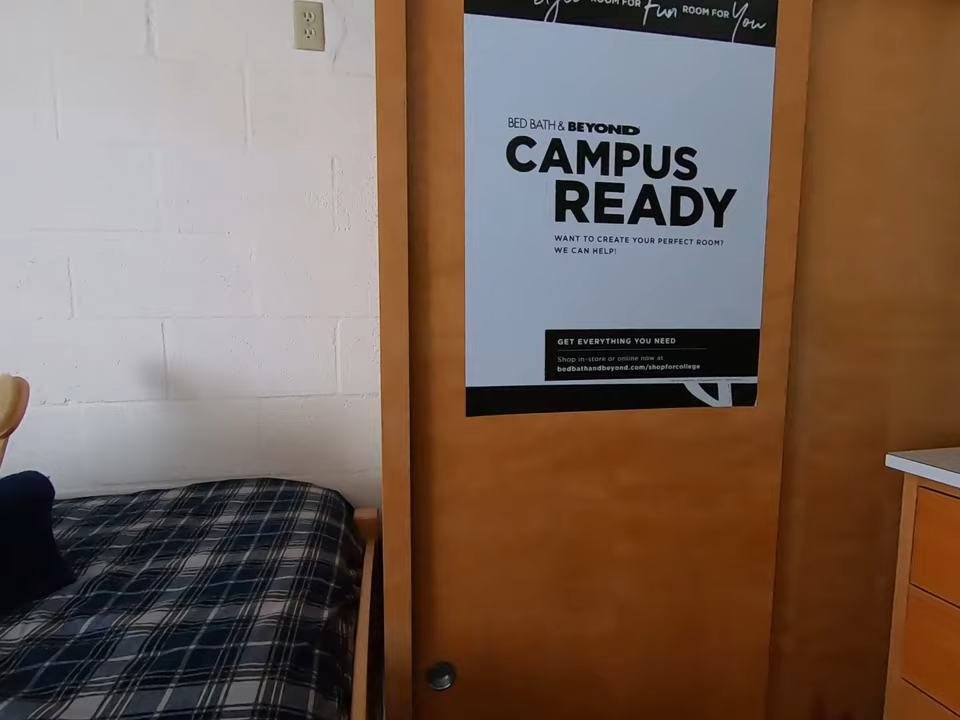 ROOM FOR Fun ROOM FOR You
BED BATH & BEYOND
CAMPUS
READY
WANT TO CREATE YOUR PERFECT ROOM?
WE CAN HELP!
GET EVERYTHING YOU NEED
Shop in-store or online now at
bedbathandbeyond.com/shopforcollege